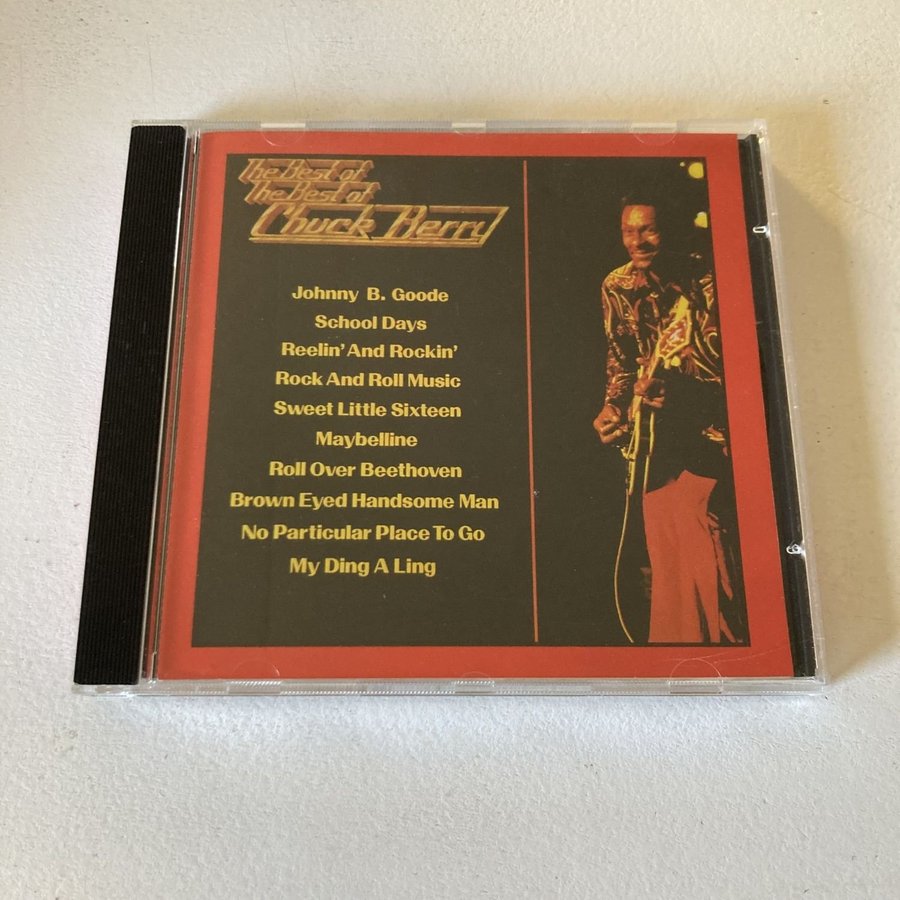 The Best of
The Best of
Chuck Berry
Johnny B. Goode
School Days
Reelin' And Rockin'
Rock And Roll Music
Sweet Little Sixteen
Maybelline
Roll Over Beethoven
Brown Eyed Handsome Man
No Particular Place To Go
My Ding A Ling